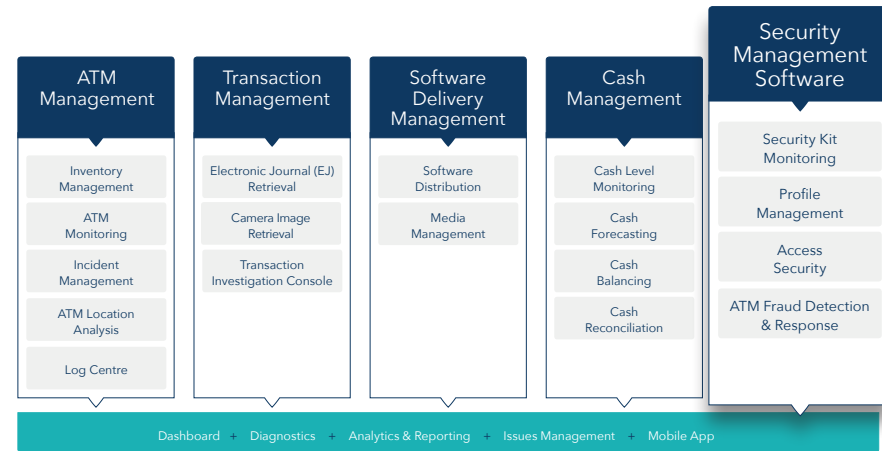 ATM
Management
Inventory
Management
ATM
Monitoring
Incident
Management
ATM Location
Analysis
Log Centre
Transaction
Management
Electronic Journal (EJ)
Retrieval
Camera Image
Retrieval
Transaction
Investigation Console
Software
Delivery
Management
Software
Distribution
Media
Management
Cash
Management
Cash Level
Monitoring
Cash
Forecasting
Cash
Balancing
Cash
Reconciliation
Security
Management
Software
Security Kit
Monitoring
Profile
Management
Access
Security
ATM Fraud Detection
& Response
Dashboard + Diagnostics + Analytics & Reporting + Issues Management + Mobile App